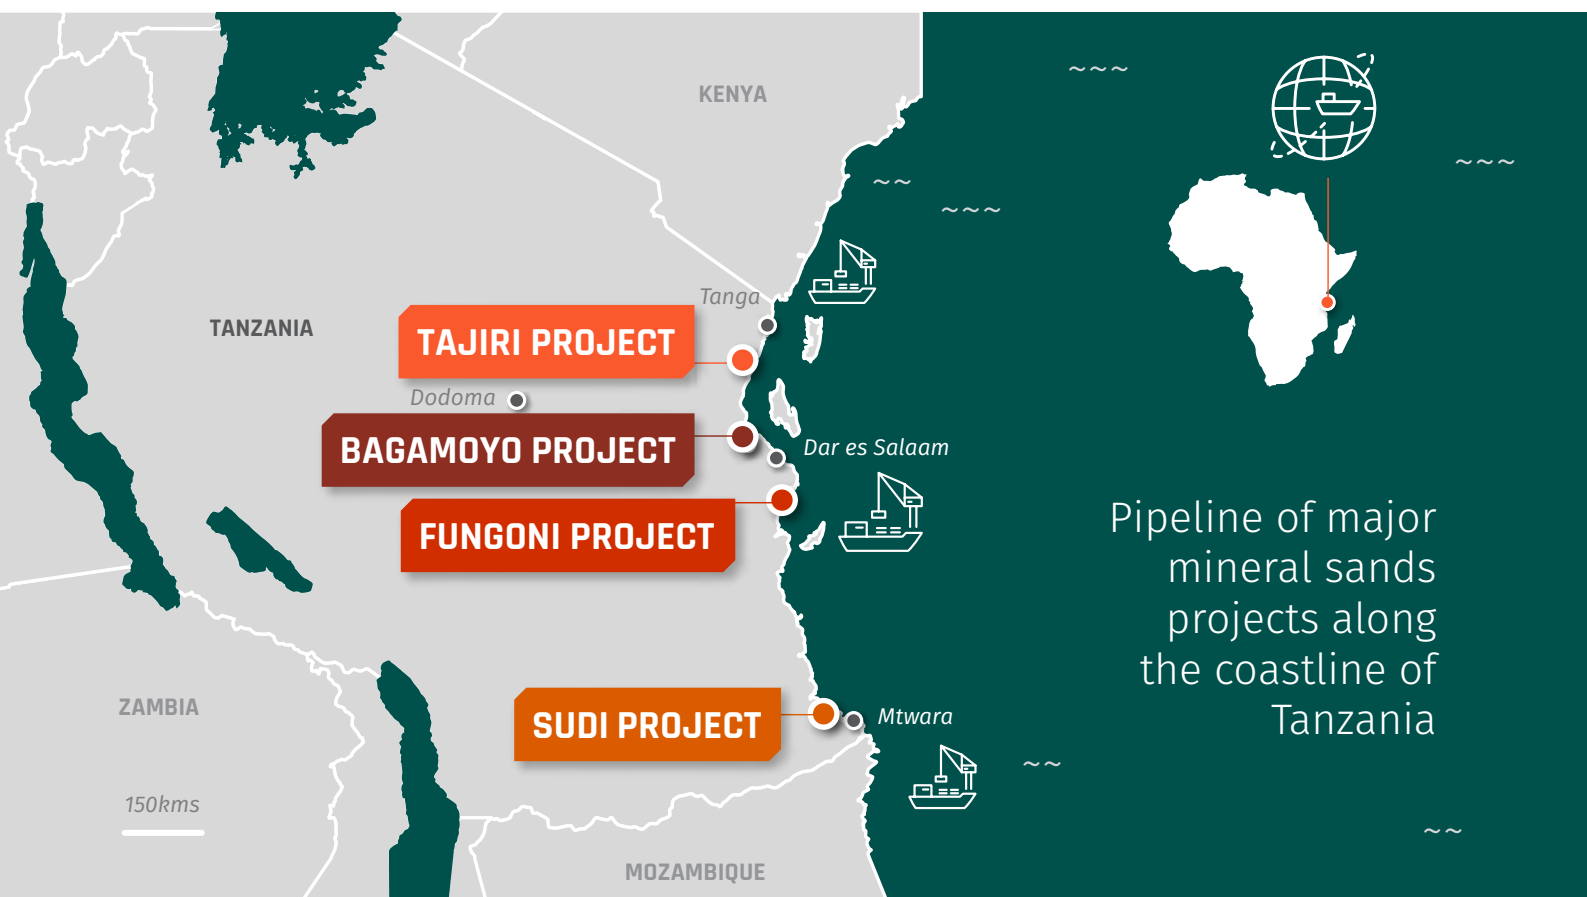 KENYA
Tanga
TANZANIA
TAJIRI PROJECT
Dodoma
BAGAMOYO PROJECT
Dar es Salaam
FUNGONI PROJECT
Pipeline of major
mineral sands
projects along
the coastline of
Tanzania
ZAMBIA
SUDI PROJECT
Mtwara
150kms
MOZAMBIQUE